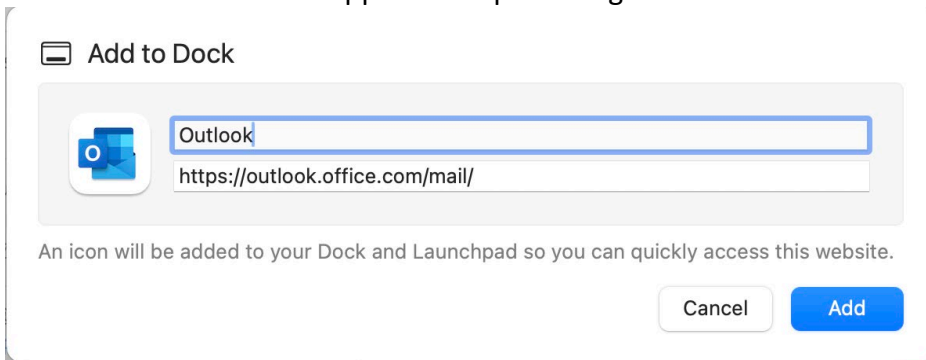 Add to Dock
O
Outlook
https://outlook.office.com/mail/
An icon will be added to your Dock and Launchpad so you can quickly access this website.
Cancel Add